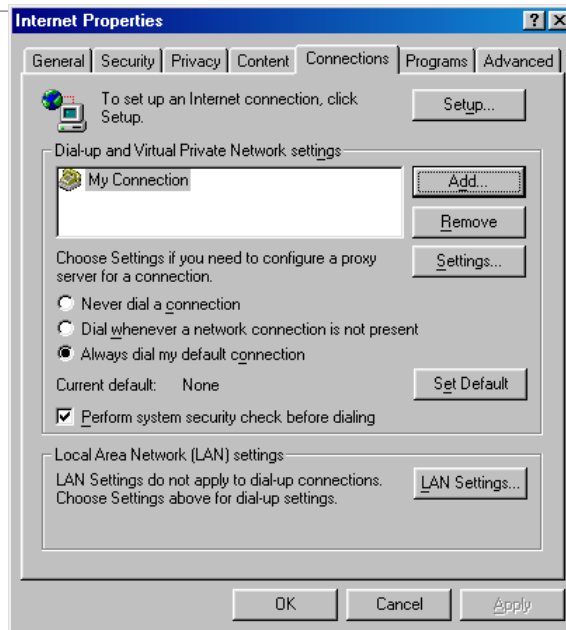 Internet Properties
General Security Privacy Content Connections Programs Advanced
To set up an Internet connection, click
Setup.
Setup...
Dial-up and Virtual Private Network settings
My Connection
Add...
Remove
Choose Settings if you need to configure a proxy
server for a connection.
Settings...
Never dial a connection
Dial whenever a network connection is not present
Always dial my default connection
Current default: None
Set Default
Perform system security check before dialing
Local Area Network (LAN) settings
LAN Settings do not apply to dial-up connections.
Choose Settings above for dial-up settings.
LAN Settings...
OK Cancel Apply